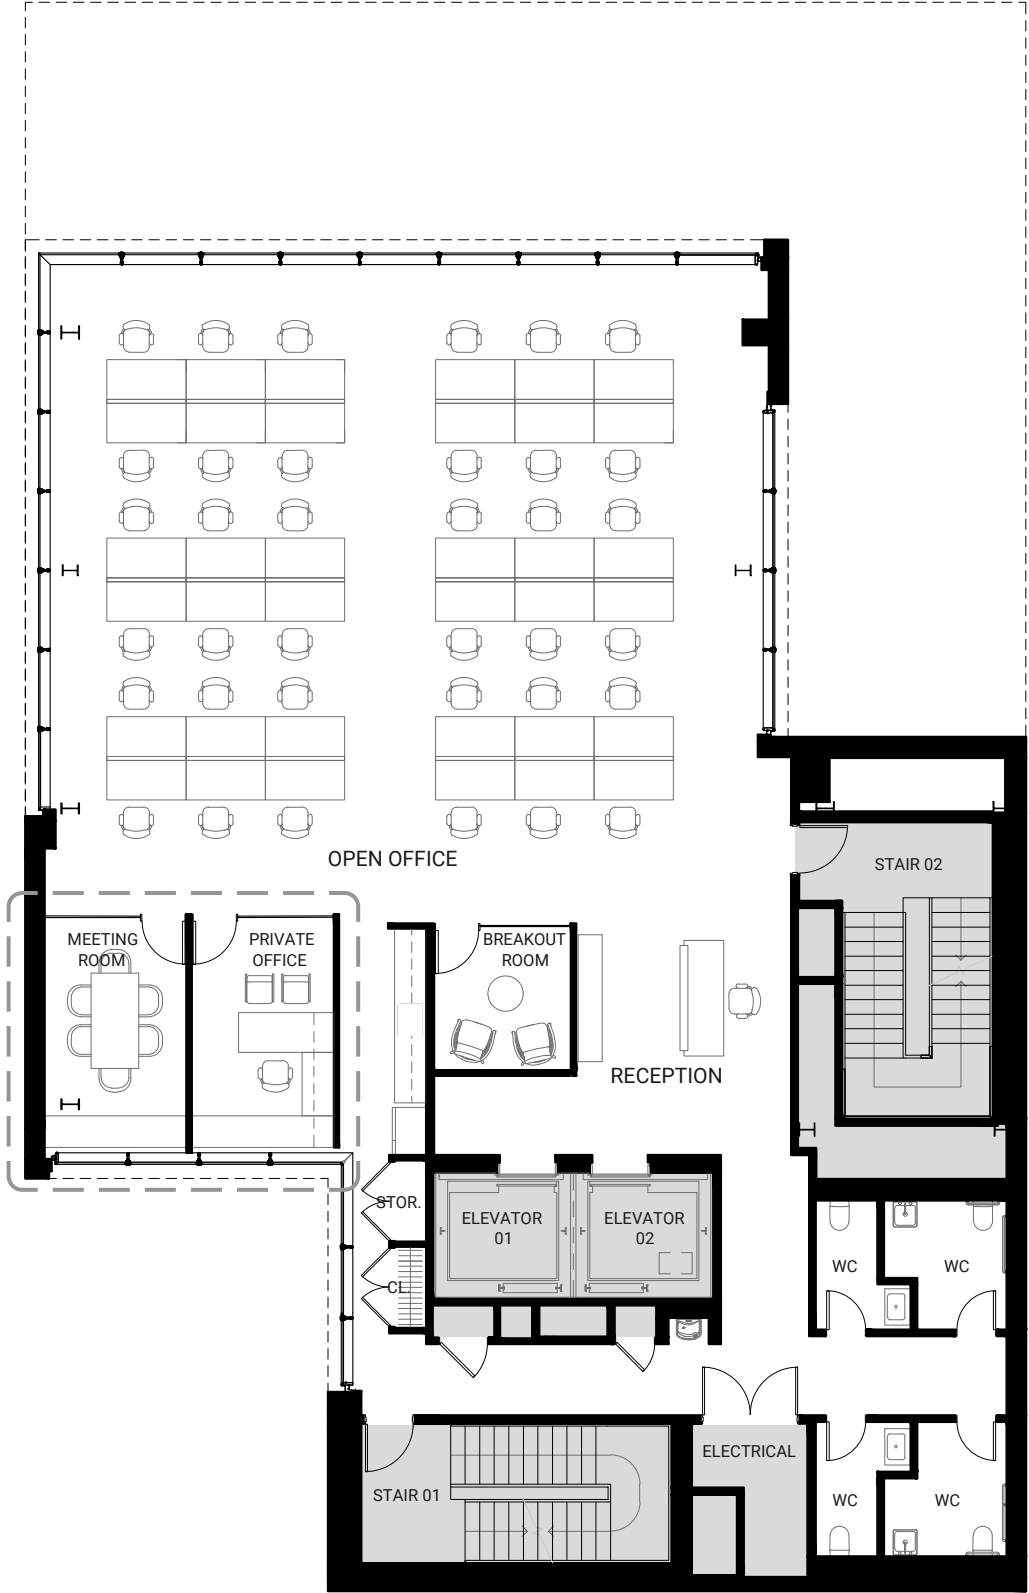 OPEN OFFICE
STAIR 02
MEETING
ROOM
PRIVATE
OFFICE
BREAKOUT
ROOM
RECEPTION
STOR.
ELEVATOR
01
ELEVATOR
02
CL.
WC
WC
ELECTRICAL
STAIR 01
WC
WC